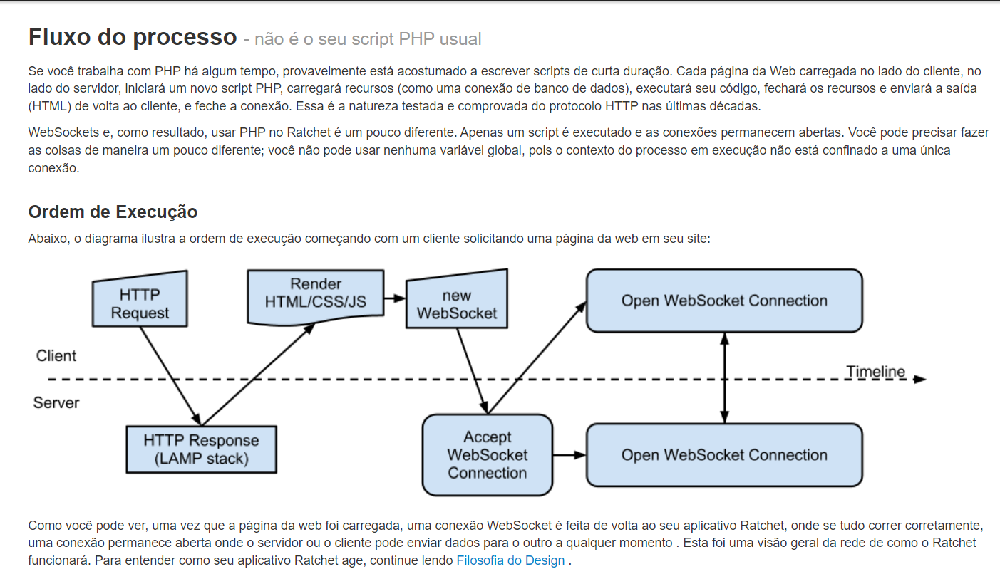 Fluxo do processo - não é o seu script PHP usual
Se você trabalha com PHP há algum tempo, provavelmente está acostumado a escrever scripts de curta duração. Cada página da Web carregada no lado do cliente, no
lado do servidor, iniciará um novo script PHP, carregará recursos (como uma conexão de banco de dados), executará seu código, fechará os recursos e enviará a saída
(HTML) de volta ao cliente, e feche a conexão. Essa é a natureza testada e comprovada do protocolo HTTP nas últimas décadas.
WebSockets e, como resultado, usar PHP no Ratchet é um pouco diferente. Apenas um script é executado e as conexões permanecem abertas. Você pode precisar fazer
as coisas de maneira um pouco diferente; você não pode usar nenhuma variável global, pois o contexto do processo em execução não está confinado a uma única
conexão.
Ordem de Execução
Abaixo, o diagrama ilustra a ordem de execução começando com um cliente solicitando uma página da web em seu site:
HTTP
Request
Render
HTML/CSS/JS
new
WebSocket
Open WebSocket Connection
Client
Timeline
Server
HTTP Response
(LAMP stack)
Accept
WebSocket
Connection
Open WebSocket Connection
Como você pode ver, uma vez que a página da web foi carregada, uma conexão WebSocket é feita de volta ao seu aplicativo Ratchet, onde se tudo correr corretamente,
uma conexão permanece aberta onde o servidor ou o cliente pode enviar dados para o outro a qualquer momento . Esta foi uma visão geral da rede de como o Ratchet
funcionará. Para entender como seu aplicativo Ratchet age, continue lendo Filosofia do Design .